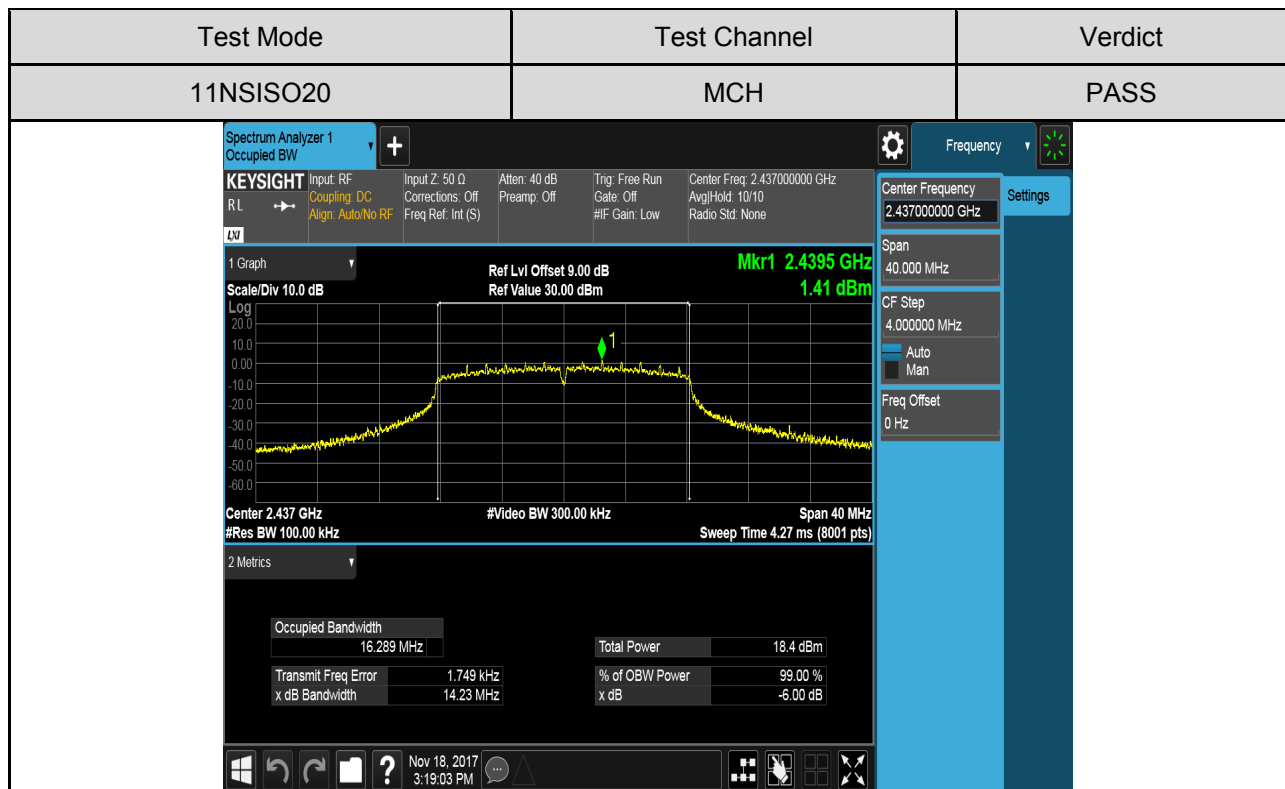 Test Mode Test Channel Verdict
11NSISO20 MCH PASS
Spectrum Analyzer 1
Occupied BW
+
Frequency
KEYSIGHT Input: RF Input Z: 50 Ω Atten: 40 dB Trig: Free Run Center Freq: 2.437000000 GHz
RL Coupling: DC Corrections: Off Preamp: Off Gate: Off Avg|Hold: 10/10
Align: Auto/No RF Freq Ref: Int (S) #IF Gain: Low Radio Std: None
LXI
Center Frequency
2.437000000 GHz
Settings
Span
40.000 MHz
CF Step
4.000000 MHz
Auto
Man
Freq Offset
0 Hz
1 Graph
Scale/Div 10.0 dB
Ref Lvl Offset 9.00 dB
Ref Value 30.00 dBm
Mkr1 2.4395 GHz
1.41 dBm
Log
20.0
10.0
0.00
-10.0
-20.0
-30.0
-40.0
-50.0
-60.0
1
Center 2.437 GHz #Video BW 300.00 kHz Span 40 MHz
#Res BW 100.00 kHz Sweep Time 4.27 ms (8001 pts)
2 Metrics
Occupied Bandwidth
16.289 MHz
Total Power 18.4 dBm
Transmit Freq Error 1.749 kHz % of OBW Power 99.00 %
x dB Bandwidth 14.23 MHz x dB -6.00 dB
? Nov 18, 2017
3:19:03 PM